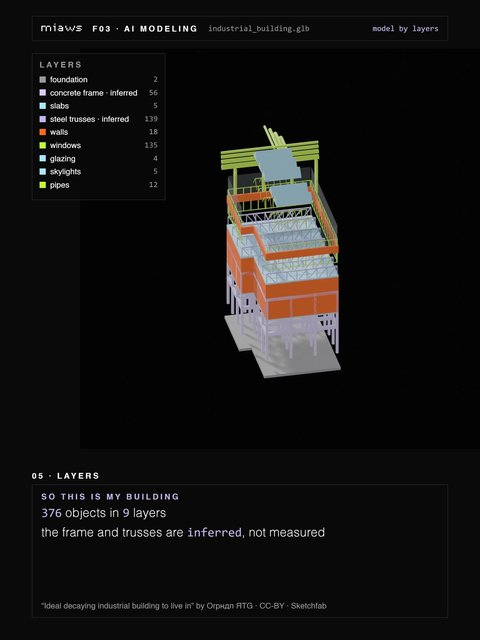 miaws F03 · AI MODELING industrial_building.glb model by layers
LAYERS
foundation 2
concrete frame · inferred 56
slabs 5
steel trusses · inferred 139
walls 18
windows 135
glazing 4
skylights 5
pipes 12
05 · LAYERS
SO THIS IS MY BUILDING
376 objects in 9 layers
the frame and trusses are inferred, not measured
"Ideal decaying industrial building to live in" by Огрндп ЯTG · CC-BY · Sketchfab